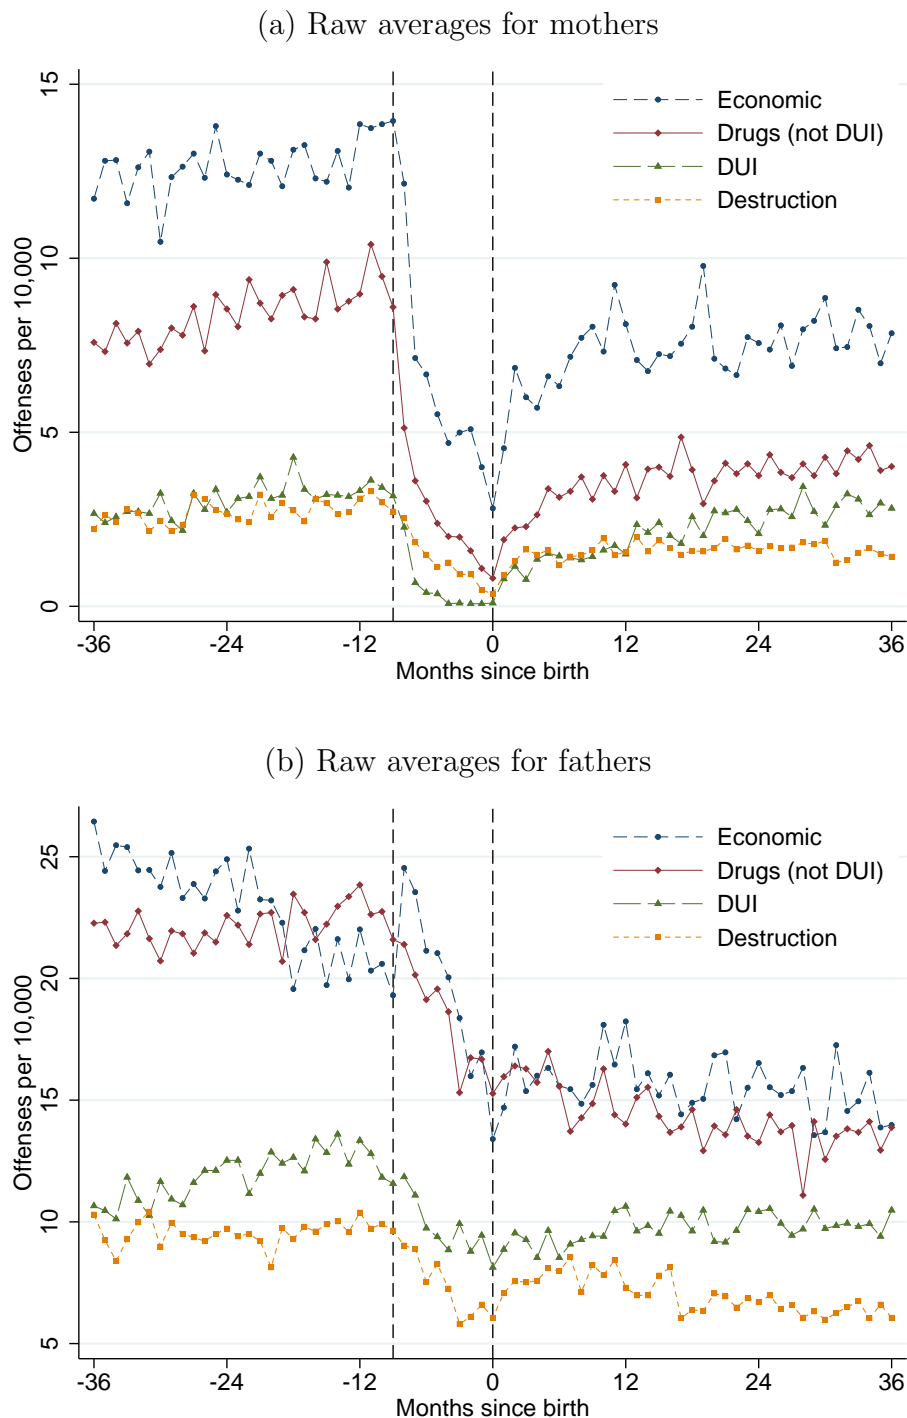 (a) Raw averages for mothers
15
10
5
0
Offenses per 10,000
Economic
Drugs (not DUI)
DUI
Destruction
-36 -24 -12 0 12 24 36
Months since birth
(b) Raw averages for fathers
25
20
15
10
5
Offenses per 10,000
Economic
Drugs (not DUI)
DUI
Destruction
-36 -24 -12 0 12 24 36
Months since birth